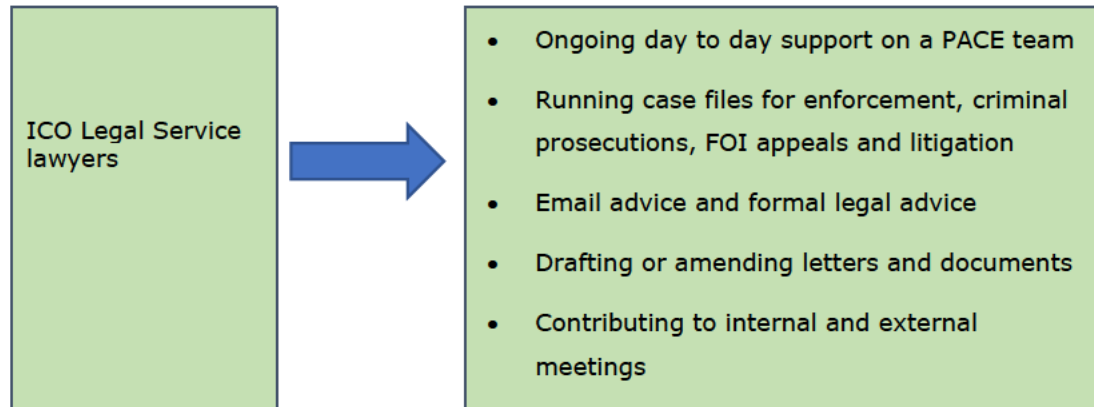 ICO Legal Service
lawyers
• Ongoing day to day support on a PACE team
• Running case files for enforcement, criminal
prosecutions, FOI appeals and litigation
• Email advice and formal legal advice
• Drafting or amending letters and documents
• Contributing to internal and external
meetings